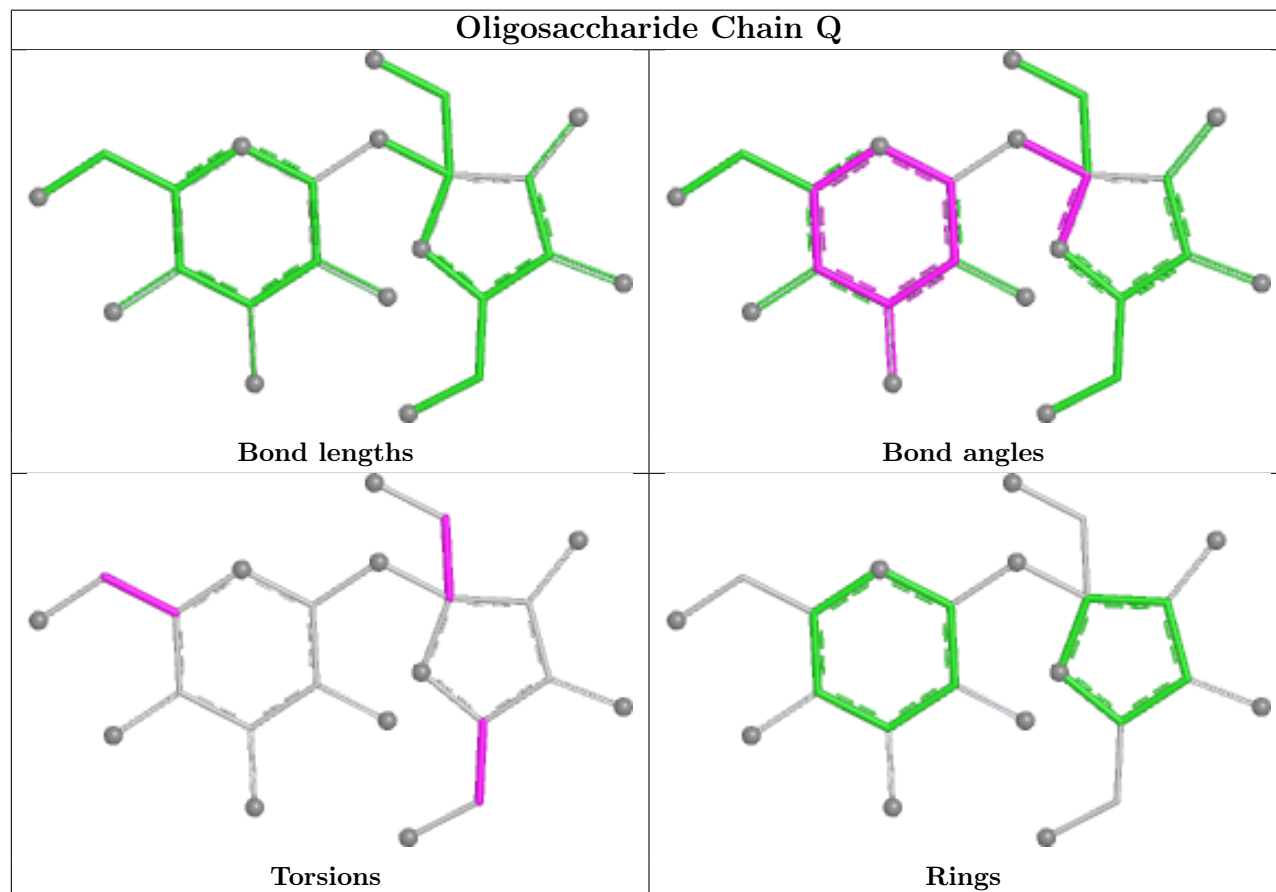 Oligosaccharide Chain Q
Bond lengths
Bond angles
Torsions
Rings